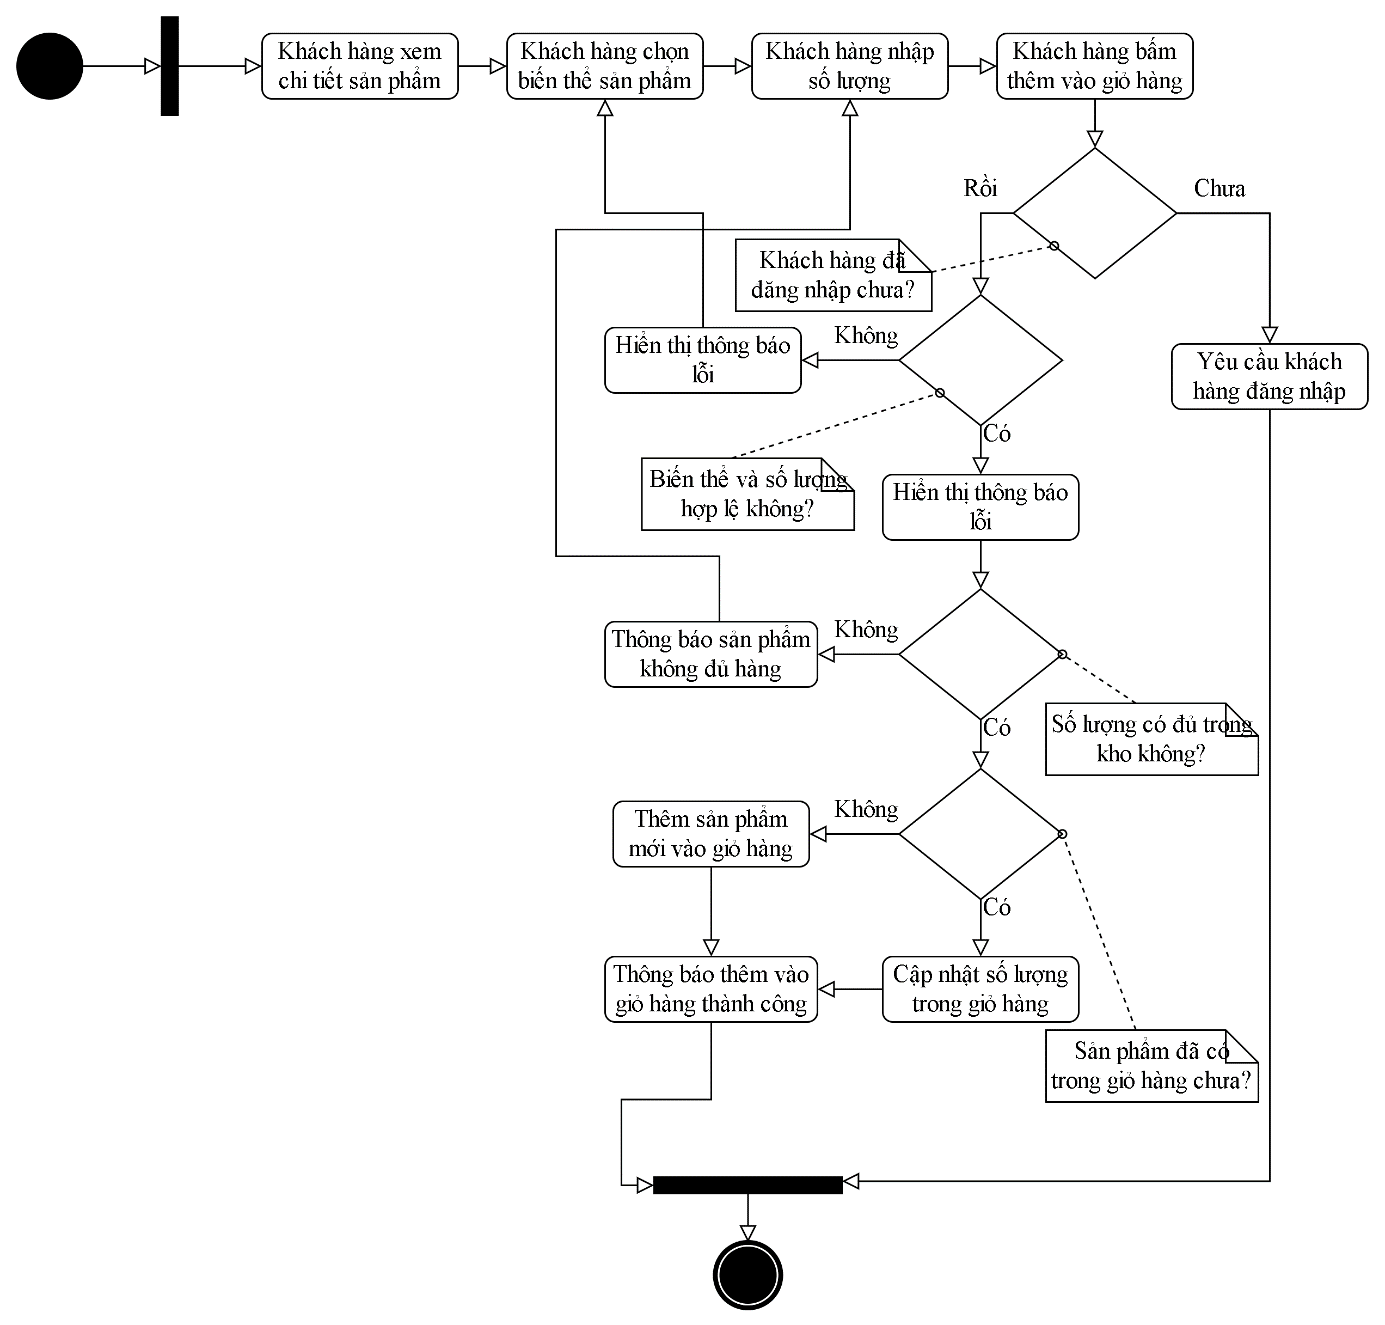 Khách hàng xem
chi tiết sản phẩm
Khách hàng chọn
biến thể sản phẩm
Khách hàng nhập
số lượng
Khách hàng bấm
thêm vào giỏ hàng
Rồi
Chưa
Khách hàng đã
đăng nhập chưa?
Hiển thị thông báo
lỗi
Không
Yêu cầu khách
hàng đăng nhập
Có
Biến thể và số lượng
hợp lệ không?
Hiển thị thông báo
lỗi
Thông báo sản phẩm
không đủ hàng
Không
Có
Số lượng có đủ trong
kho không?
Thêm sản phẩm
mới vào giỏ hàng
Không
Có
Thông báo thêm vào
giỏ hàng thành công
Cập nhật số lượng
trong giỏ hàng
Sản phẩm đã có
trong giỏ hàng chưa?